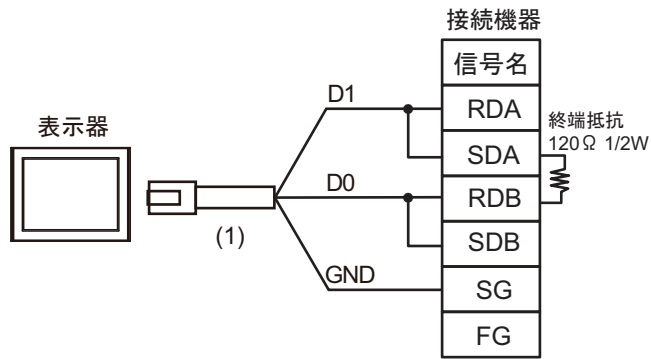 接続機器
信号名
表示器
(1)
D1
D0
GND
RDA
SDA
RDB
SDB
SG
FG
終端抵抗
120Ω 1/2W